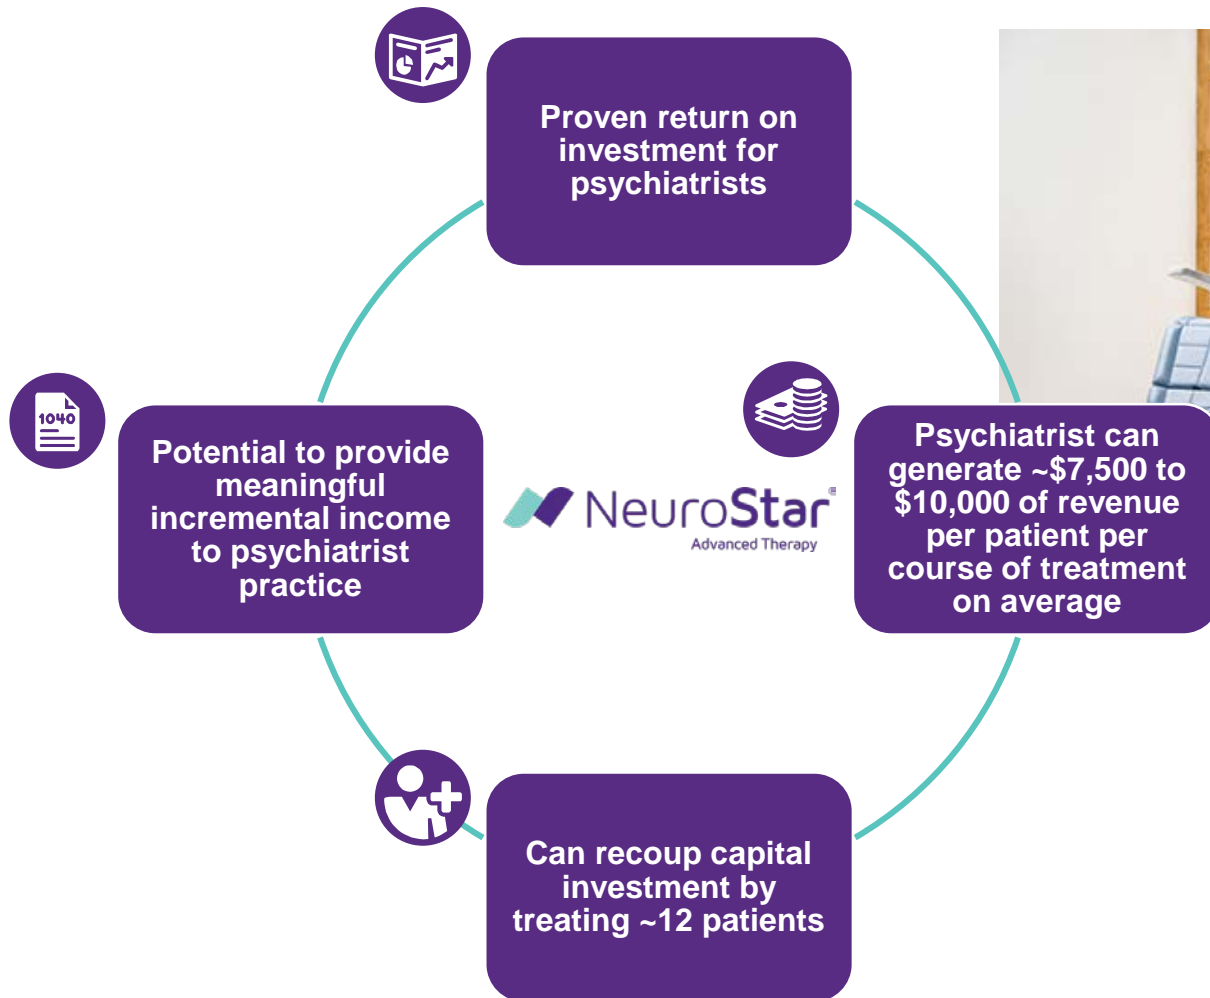 Proven return on
investment for
psychiatrists
1040
Potential to provide
meaningful
incremental income
to psychiatrist
practice
NeuroStar®
Advanced Therapy
Psychiatrist can
generate ~$7,500 to
$10,000 of revenue
per patient per
course of treatment
on average
Can recoup capital
investment by
treating ~12 patients